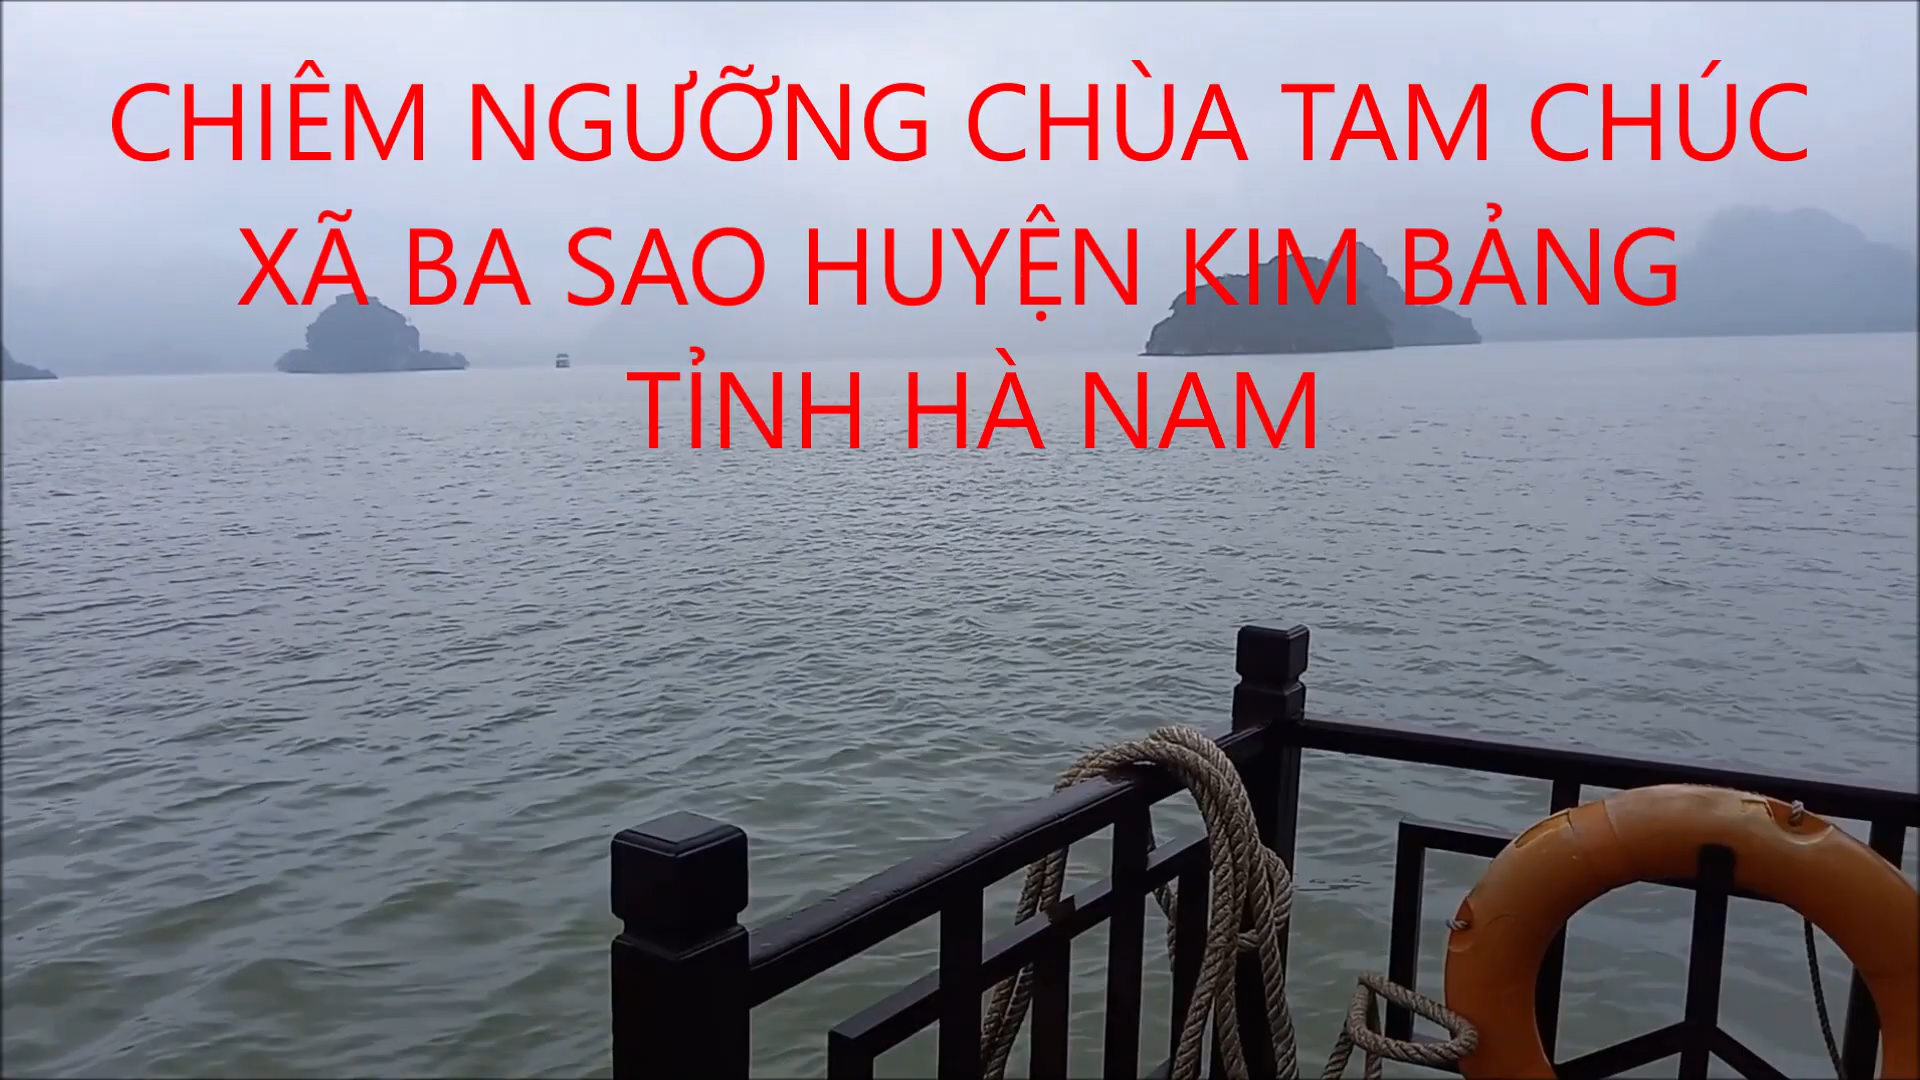 CHIÊM NGƯỠNG CHÙA TAM CHÚC
XÃ BA SAO HUYỆN KIM BẢNG
TỈNH HÀ NAM